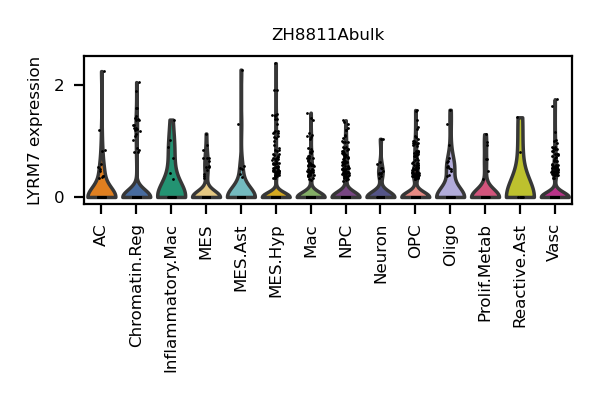 ZH8811Abulk
LYRM7 expression
2
0
AC
Chromatin.Reg
Inflammatory.Mac
MES
MES.Ast
MES.Hyp
Mac
NPC
Neuron
OPC
Oligo
Prolif.Metab
Reactive.Ast
Vasc